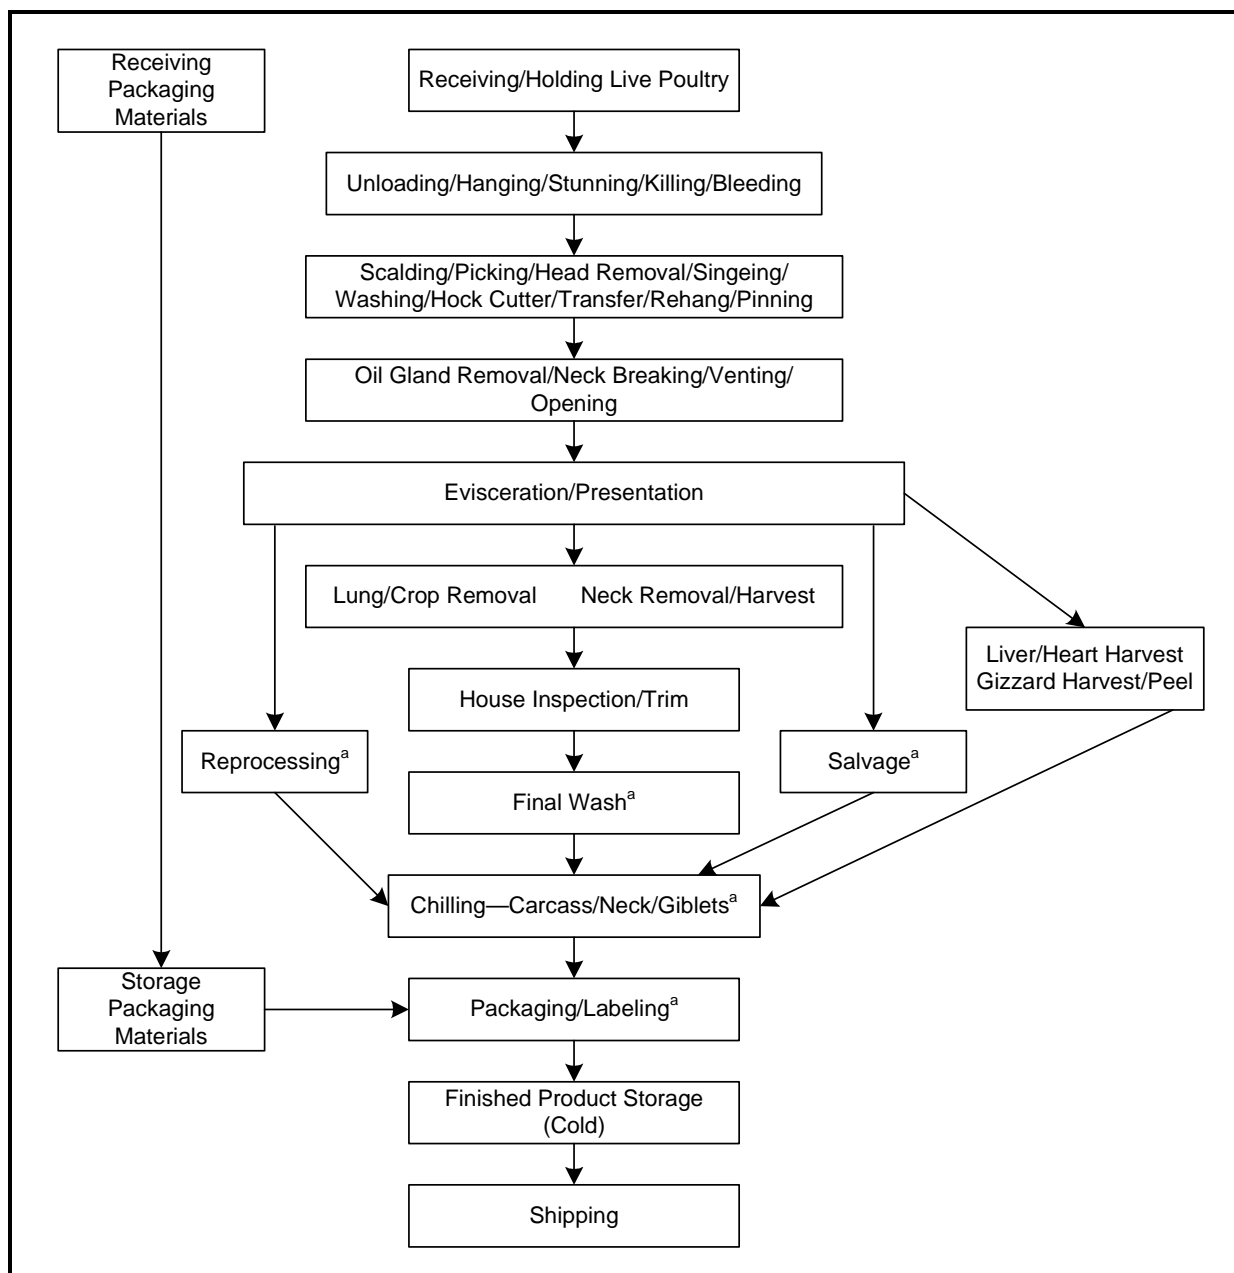 Receiving
Packaging
Materials
Receiving/Holding Live Poultry
Unloading/Hanging/Stunning/Killing/Bleeding
Scalding/Picking/Head Removal/Singeing/
Washing/Hock Cutter/Transfer/Rehang/Pinning
Oil Gland Removal/Neck Breaking/Venting/
Opening
Evisceration/Presentation
Lung/Crop Removal Neck Removal/Harvest
Liver/Heart Harvest
Gizzard Harvest/Peel
House Inspection/Trim
Reprocessingᵃ
Salvageᵃ
Final Washᵃ
Chilling—Carcass/Neck/Gibletsᵃ
Storage
Packaging
Materials
Packaging/Labelingᵃ
Finished Product Storage
(Cold)
Shipping